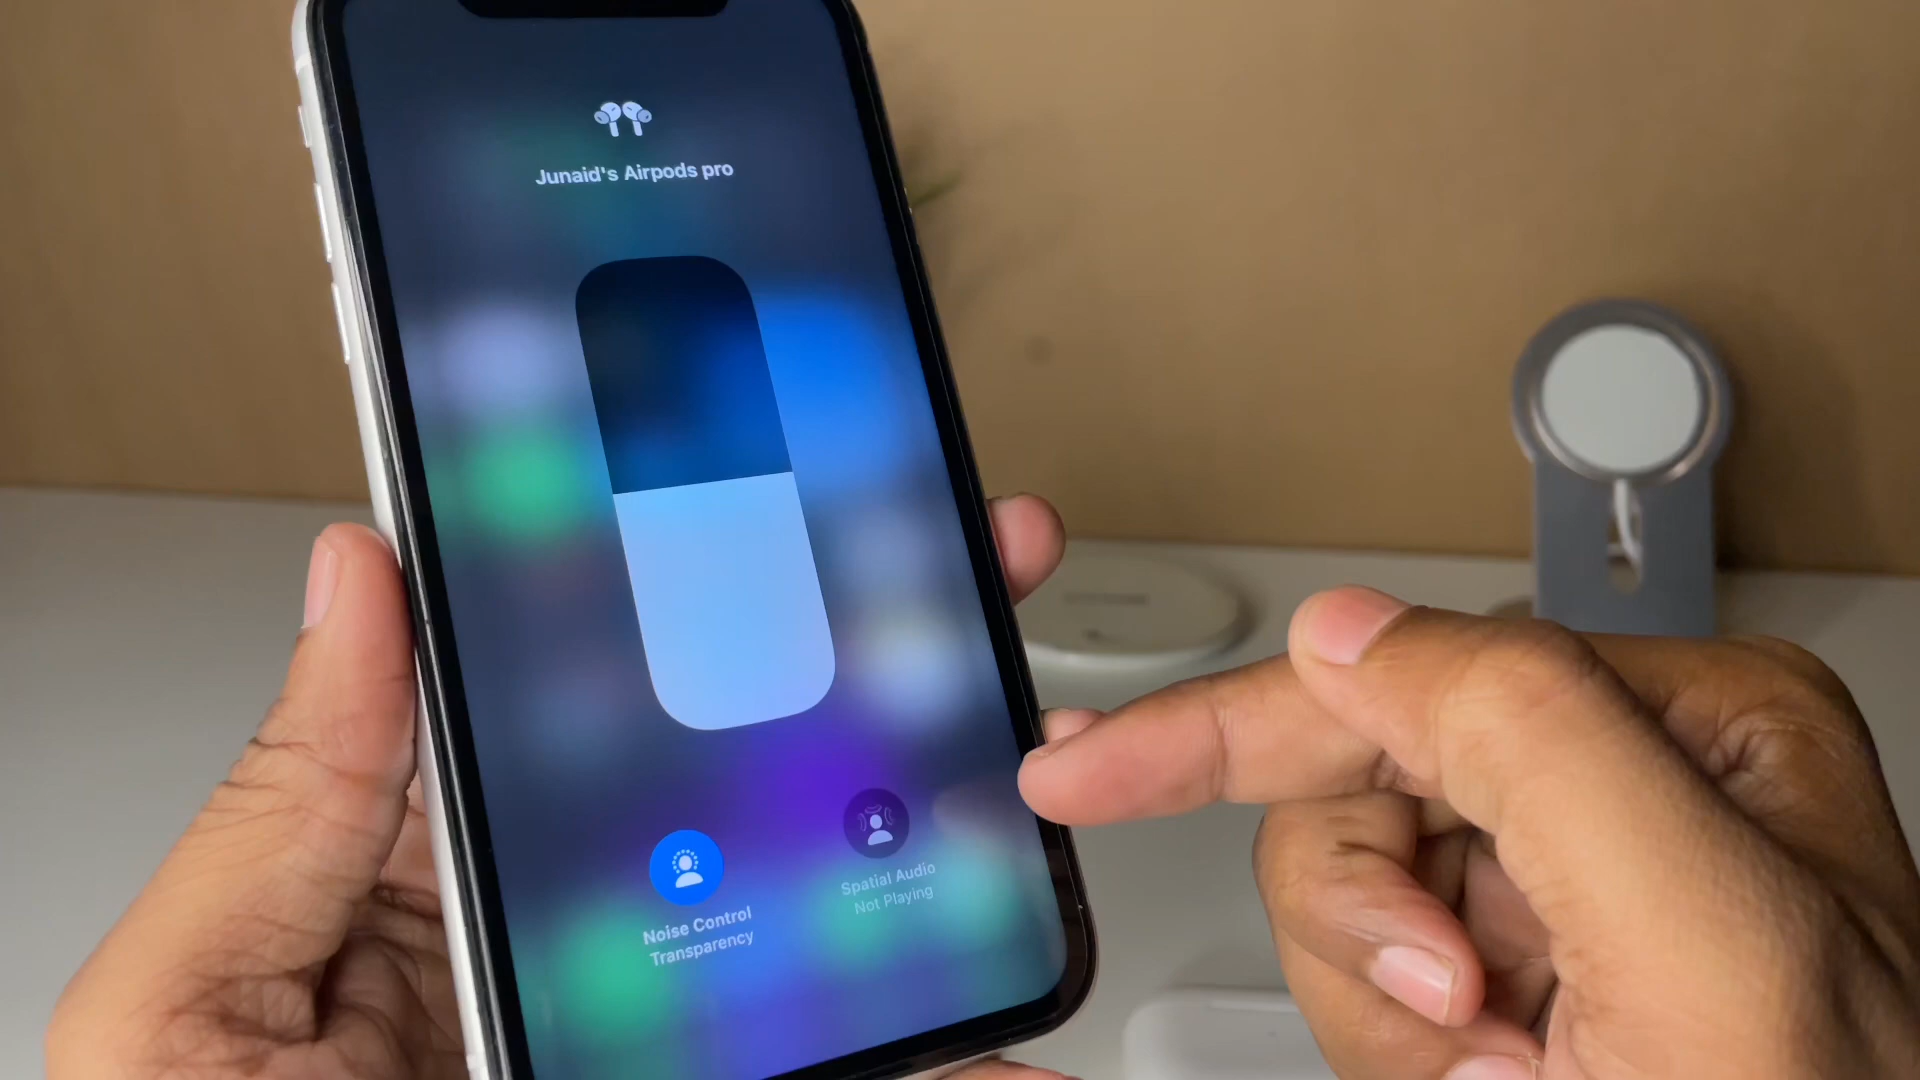 Junaid's Airpods pro
Noise Control
Transparency
Spatial Audio
Not Playing